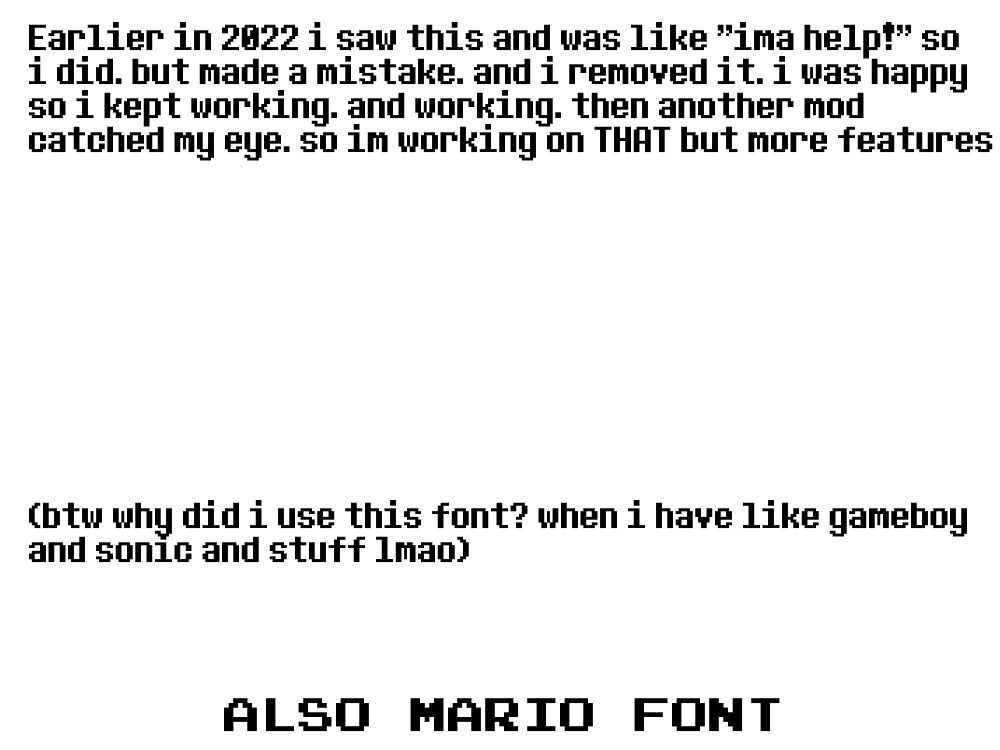 Earlier in 2022 i saw this and was like "ima help!" so
i did. but made a mistake. and i removed it. i was happy
so i kept working. and working. then another mod
catched my eye. so im working on THAT but more features
(btw why did i use this font? when i have like gameboy
and sonic and stuff lmao)
ALSO MARIO FONT